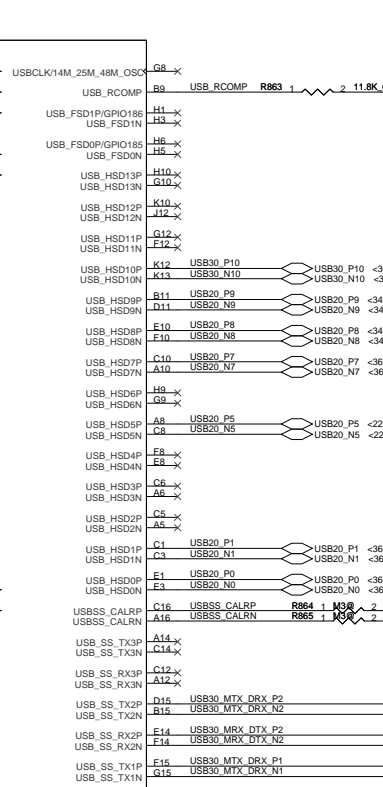 USBCLK/14M_25M_48M_OSC G8
USB_RCOMP B9 USB_RCOMP R863 1 2 11.8K_
USB_FSD1P/GPIO186 H1
USB_FSD1N H3
USB_FSD0P/GPIO185 H6
USB_FSD0N H5
USB_HSD13P H10
USB_HSD13N G10
USB_HSD12P K10
USB_HSD12N J12
USB_HSD11P G12
USB_HSD11N F12
USB_HSD10P K12 USB30_P10 USB30_P10 <3
USB_HSD10N K13 USB30_N10 USB30_N10 <3
USB_HSD9P B11 USB20_P9 USB20_P9 <34
USB_HSD9N D11 USB20_N9 USB20_N9 <34
USB_HSD8P E10 USB20_P8 USB20_P8 <34
USB_HSD8N F10 USB20_N8 USB20_N8 <34
USB_HSD7P C10 USB20_P7 USB20_P7 <36
USB_HSD7N A10 USB20_N7 USB20_N7 <36
USB_HSD6P H9
USB_HSD6N G9
USB_HSD5P A8 USB20_P5 USB20_P5 <22
USB_HSD5N C8 USB20_N5 USB20_N5 <22
USB_HSD4P F8
USB_HSD4N E8
USB_HSD3P C6
USB_HSD3N A6
USB_HSD2P C5
USB_HSD2N A5
USB_HSD1P C1 USB20_P1 USB20_P1 <36
USB_HSD1N C3 USB20_N1 USB20_N1 <36
USB_HSD0P E1 USB20_P0 USB20_P0 <36
USB_HSD0N E3 USB20_N0 USB20_N0 <36
USBSS_CALRP C16 USBSS_CALRP R864 1 M3@ 2
USBSS_CALRN A16 USBSS_CALRN R865 1 M3@ 2
USB_SS_TX3P A14
USB_SS_TX3N C14
USB_SS_RX3P C12
USB_SS_RX3N A12
USB_SS_TX2P D15 USB30_MTX_DRX_P2
USB_SS_TX2N B15 USB30_MTX_DRX_N2
USB_SS_RX2P E14 USB30_MRX_DTX_P2
USB_SS_RX2N F14 USB30_MRX_DTX_N2
USB_SS_TX1P F15 USB30_MTX_DRX_P1
USB_SS_TX1N G15 USB30_MTX_DRX_N1